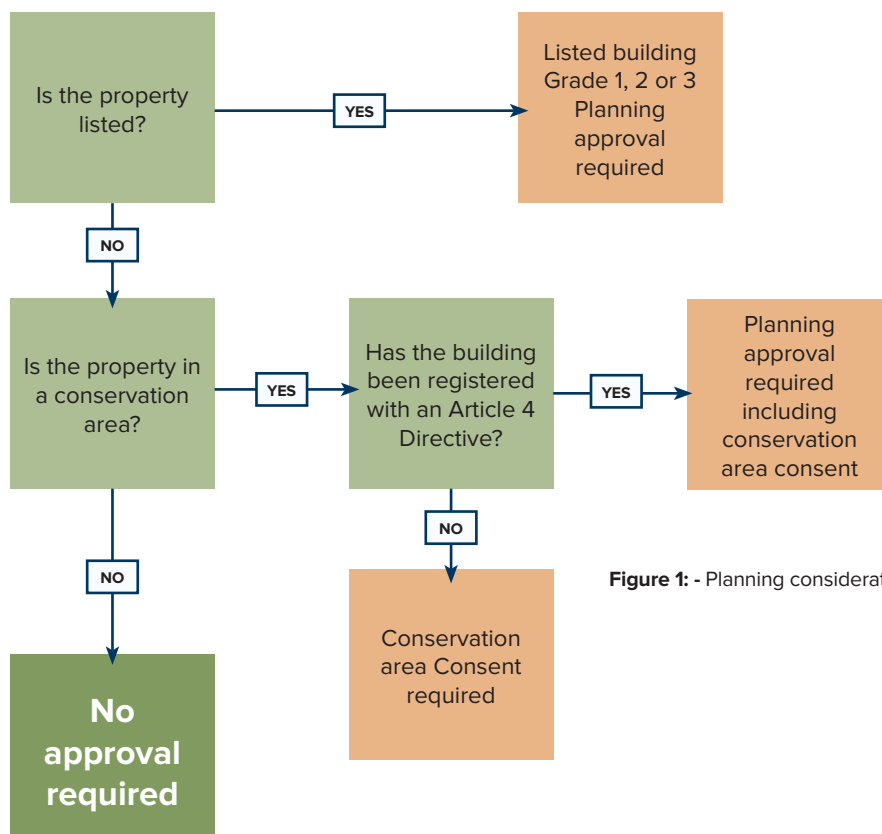 Is the property
listed?
YES
Listed building
Grade 1, 2 or 3
Planning
approval
required
NO
Is the property in
a conservation
area?
YES
Has the building
been registered
with an Article 4
Directive?
YES
Planning
approval
required
including
conservation
area consent
NO
NO
Figure 1: - Planning
Conservation
area Consent
required
No
approval
required